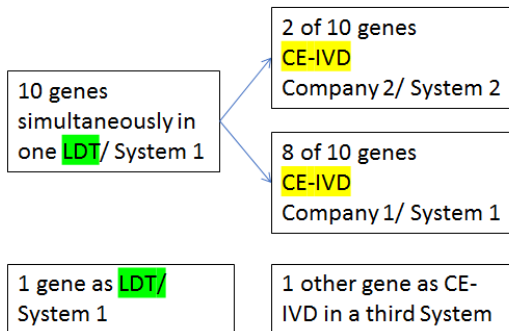 10 genes
simultaneously in
one LDT/ System 1
2 of 10 genes
CE-IVD
Company 2/ System 2
8 of 10 genes
CE-IVD
Company 1/ System 1
1 gene as LDT/
System 1
1 other gene as CE-
IVD in a third System